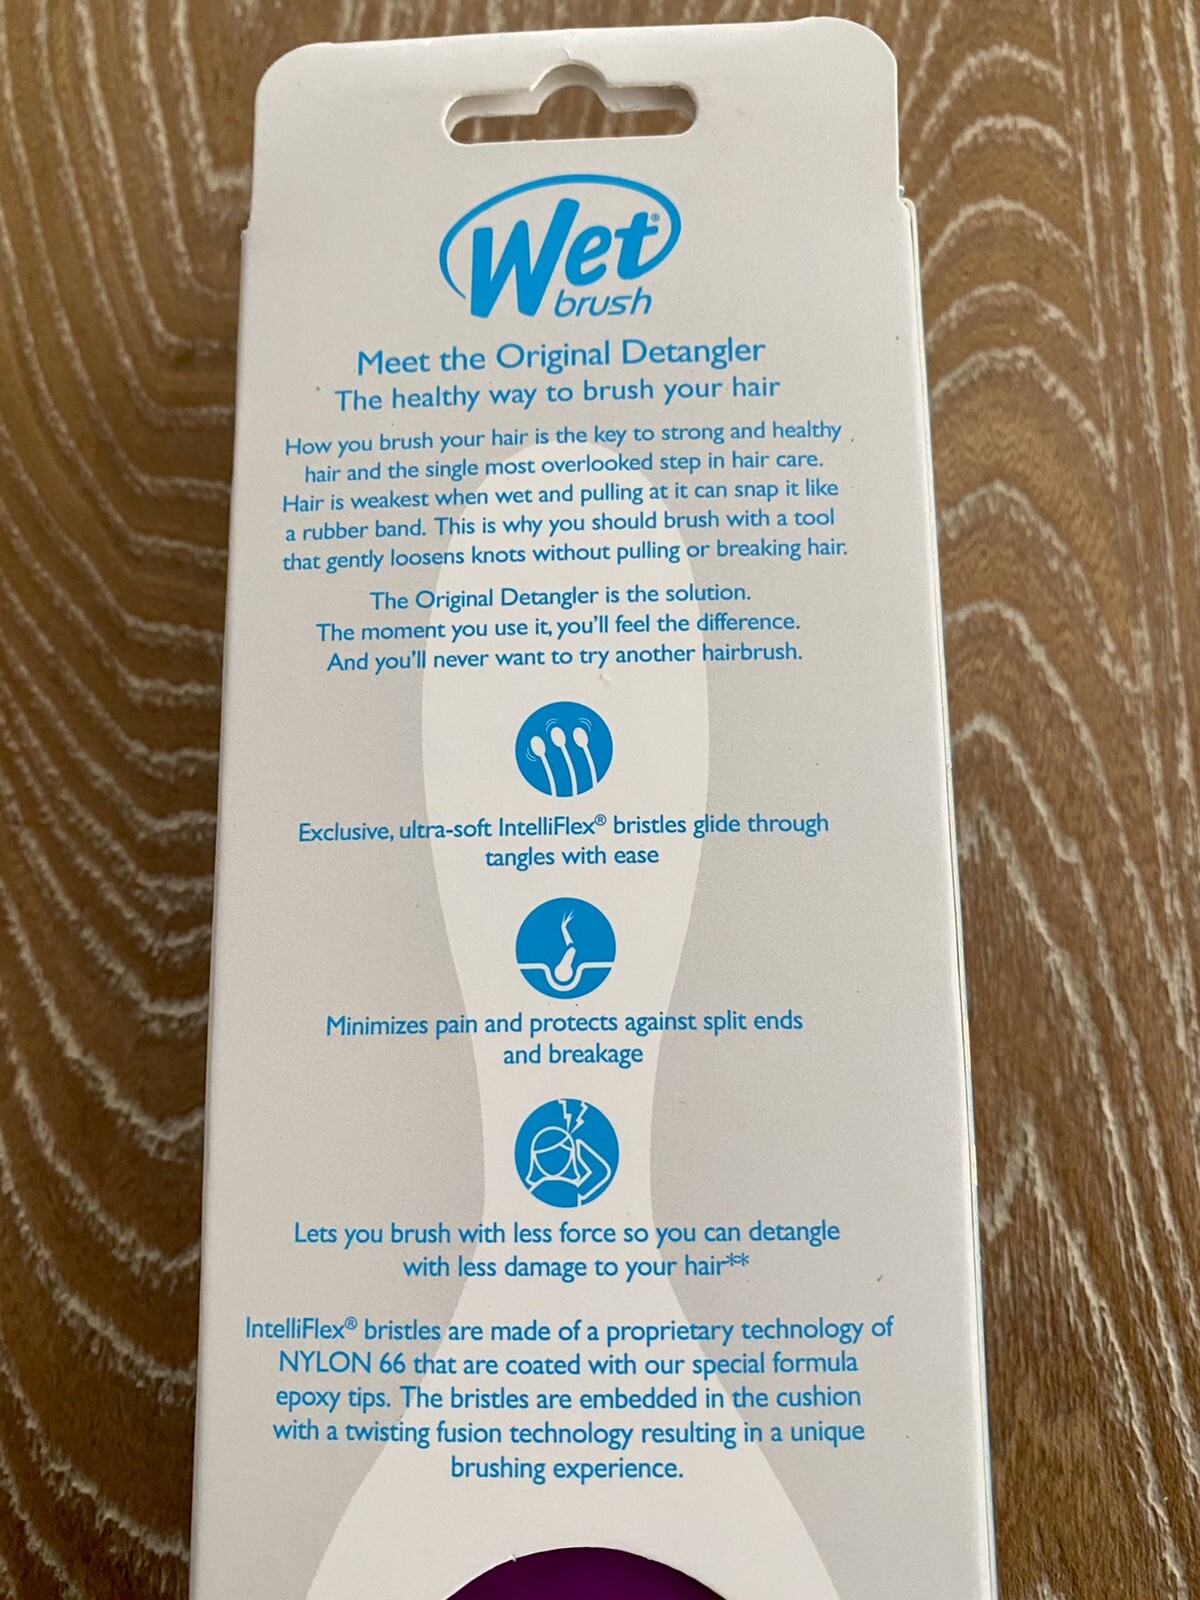 Wet®
brush
Meet the Original Detangler
The healthy way to brush your hair
How you brush your hair is the key to strong and healthy
hair and the single most overlooked step in hair care.
Hair is weakest when wet and pulling at it can snap it like
a rubber band. This is why you should brush with a tool
that gently loosens knots without pulling or breaking hair.
The Original Detangler is the solution.
The moment you use it, you'll feel the difference.
And you'll never want to try another hairbrush.
Exclusive, ultra-soft IntelliFlex® bristles glide through
tangles with ease
Minimizes pain and protects against split ends
and breakage
Lets you brush with less force so you can detangle
with less damage to your hair**
IntelliFlex® bristles are made of a proprietary technology of
NYLON 66 that are coated with our special formula
epoxy tips. The bristles are embedded in the cushion
with a twisting fusion technology resulting in a unique
brushing experience.